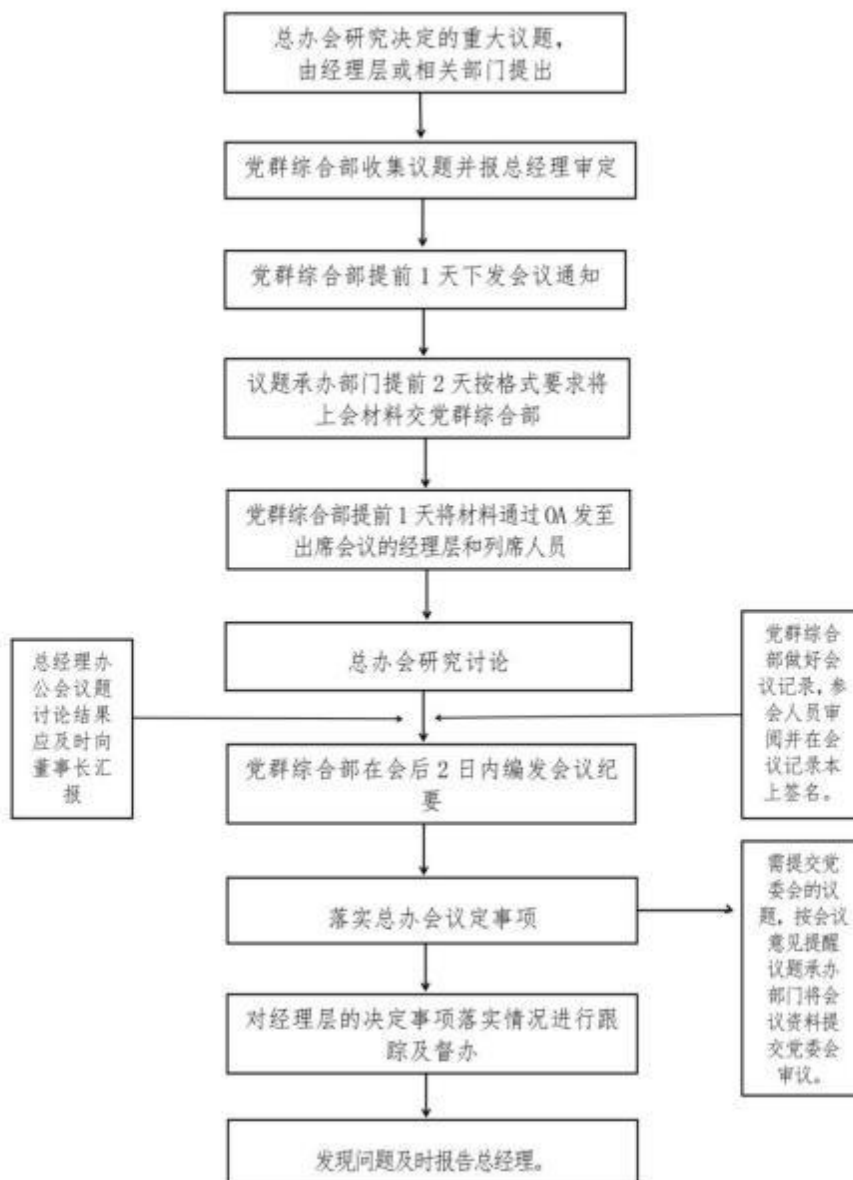 总办会研究决定的重大议题，
由经理层或相关部门提出
党群综合部收集议题并报总经理审定
党群综合部提前1天下发会议通知
议题承办部门提前2天按格式要求将
上会材料交党群综合部
党群综合部提前1天将材料通过OA发至
出席会议的经理层和列席人员
总办会研究讨论
总经理办
公会议题
讨论结果
应及时向
董事长汇
报
党群综合
部做好会
议记录，参
会人员审
阅并在会
议记录本
上签名。
党群综合部在会后2日内编发会议纪
要
落实总办会议定事项
需提交党
委会的议
题，按会议
意见提醒
议题承办
部门将会
议资料提
交党委会
审议。
对经理层的决定事项落实情况进行跟
踪及督办
发现问题及时报告总经理。